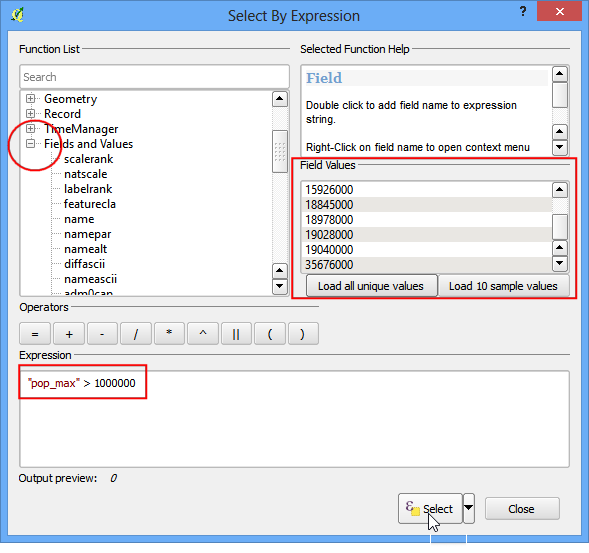 Select By Expression
?
Function List
Search
Geometry
Record
TimeManager
Fields and Values
scalerank
natscale
labelrank
featurecla
name
namepar
namealt
diffascii
nameascii
adm0cap
Selected Function Help
Field
Double click to add field name to expression
string.
Right-Click on field name to open context menu
Field Values
15926000
18845000
18978000
19028000
19040000
35676000
Load all unique values
Load 10 sample values
Operators
= + - / * ^ || ( )
Expression
"pop_max" > 1000000
Output preview: 0
ε Select
Close